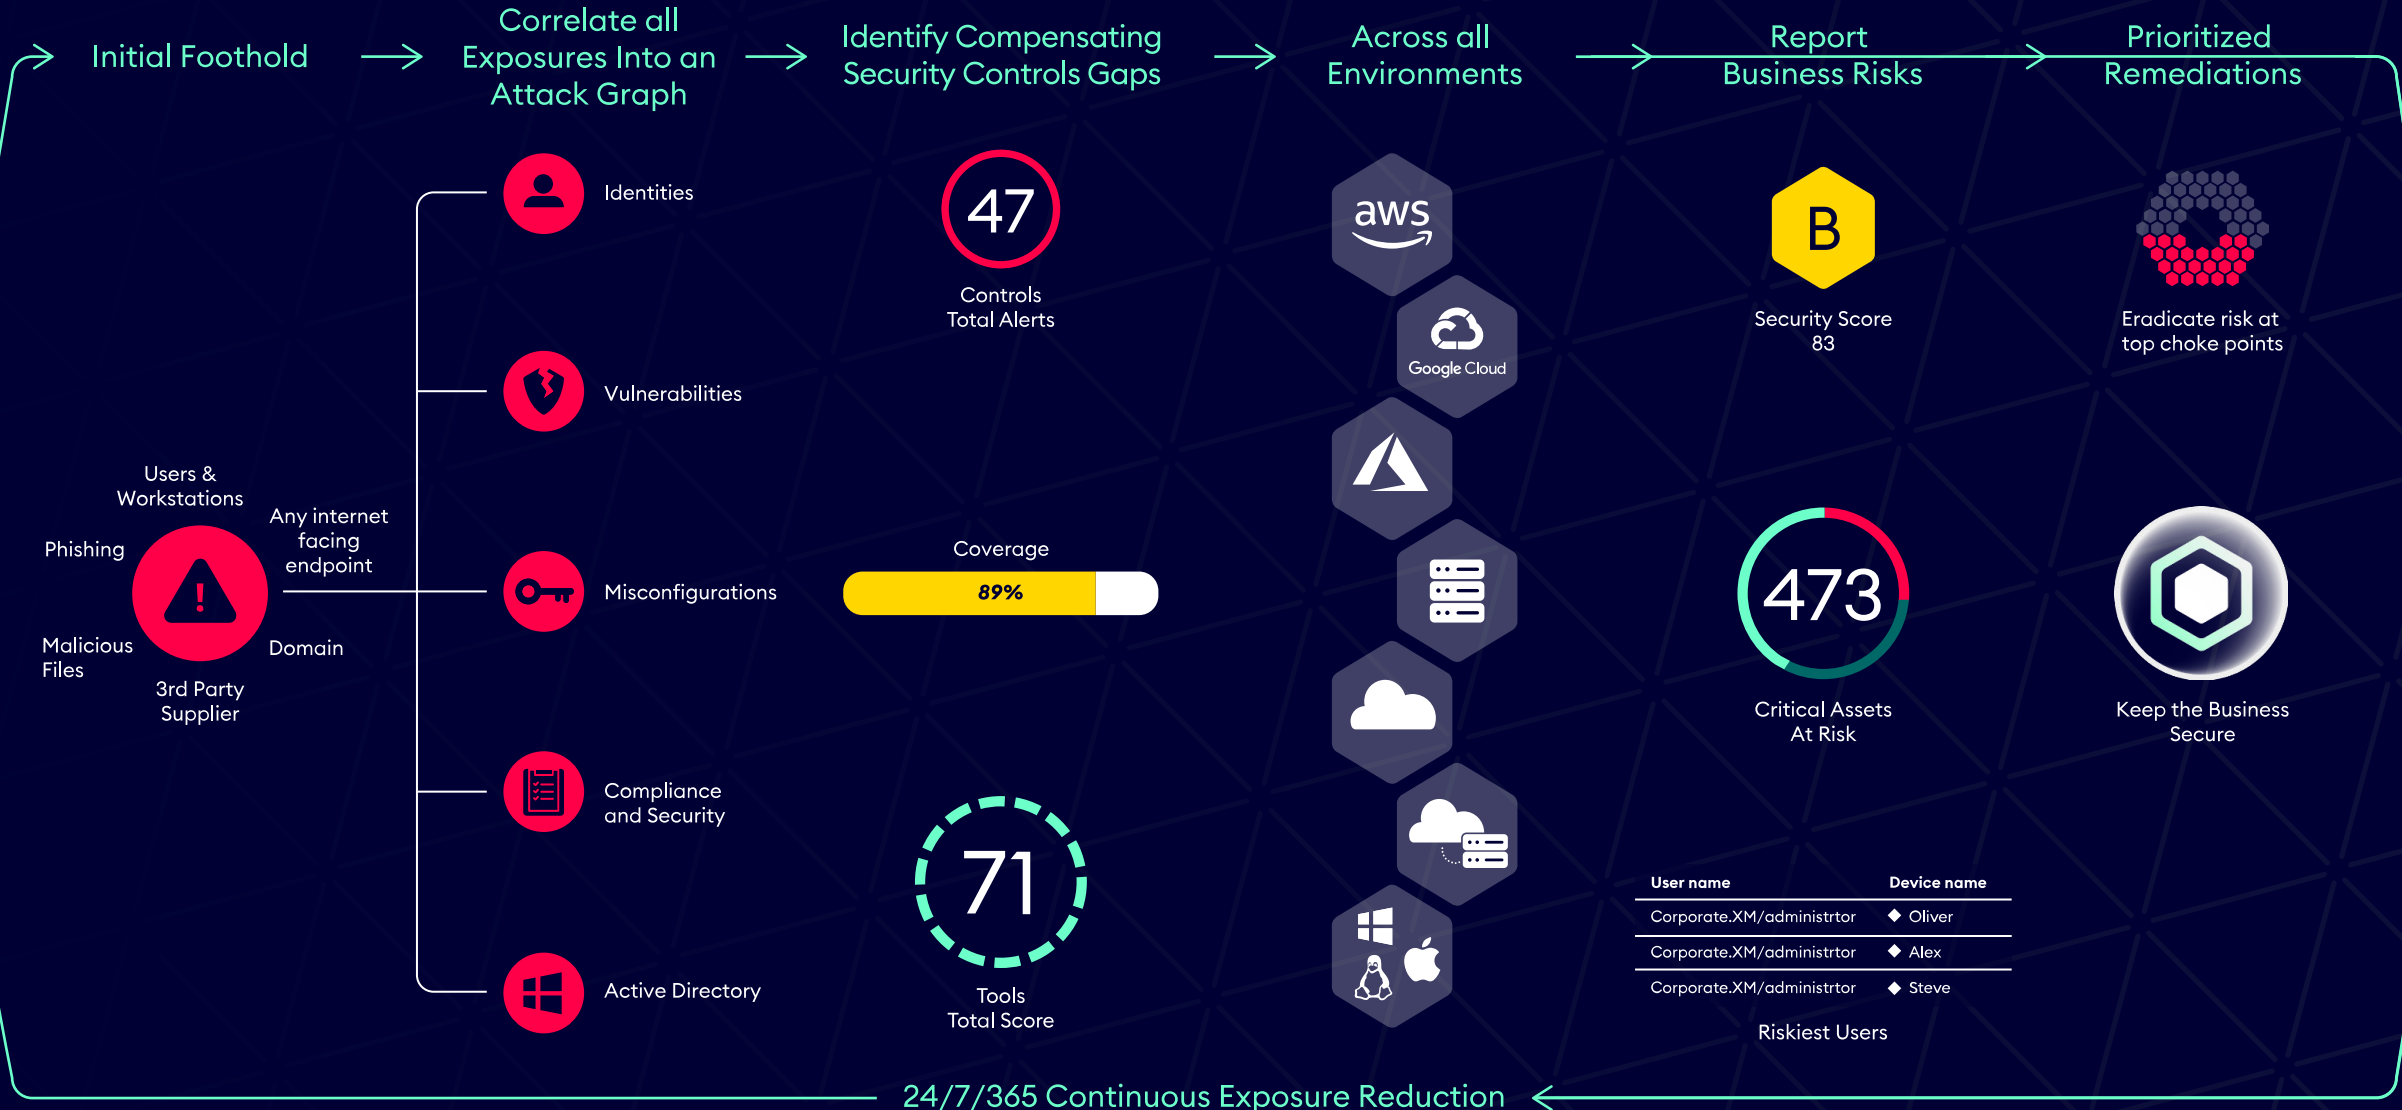 Initial Foothold
Correlate all
Exposures Into an
Attack Graph
Identify Compensating
Security Controls Gaps
Across all
Environments
Report
Business Risks
Prioritized
Remediations
Users &
Workstations
Any internet
facing
endpoint
Phishing
!
Malicious
Files
Domain
3rd Party
Supplier
Identities
Vulnerabilities
Misconfigurations
Compliance
and Security
Active Directory
47
Controls
Total Alerts
Coverage
89%
71
Tools
Total Score
aws
Google Cloud
B
Security Score
83
473
Critical Assets
At Risk
User name Device name
Corporate.XM/administrtor Oliver
Corporate.XM/administrtor Alex
Corporate.XM/administrtor Steve
Riskiest Users
Eradicate risk at
top choke points
Keep the Business
Secure
24/7/365 Continuous Exposure Reduction